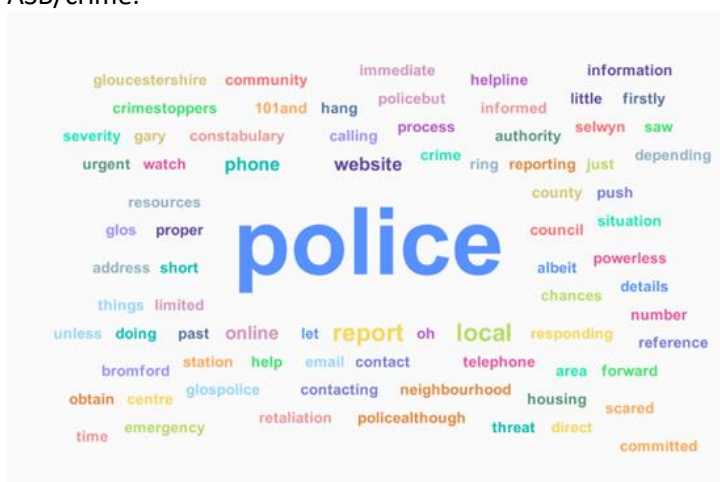 ASB/crime.
immediate
information
gloucestershire community
helpline
policebut
little firstly
crimestoppers 101and hang
informed
process
selwyn saw
severity gary constabulary
calling
authority
crime
depending
urgent watch phone
website
ring reporting just
county push
resources
situation
glos proper
police
council
powerless
address short
albeit
details
chances
things limited
number
unless doing past online let report oh local responding
reference
station help email contact
telephone
bromford
area forward
glospolice
contacting neighbourhood
housing
obtain centre
scared
retaliation policealthough
emergency
threat direct
time
committed